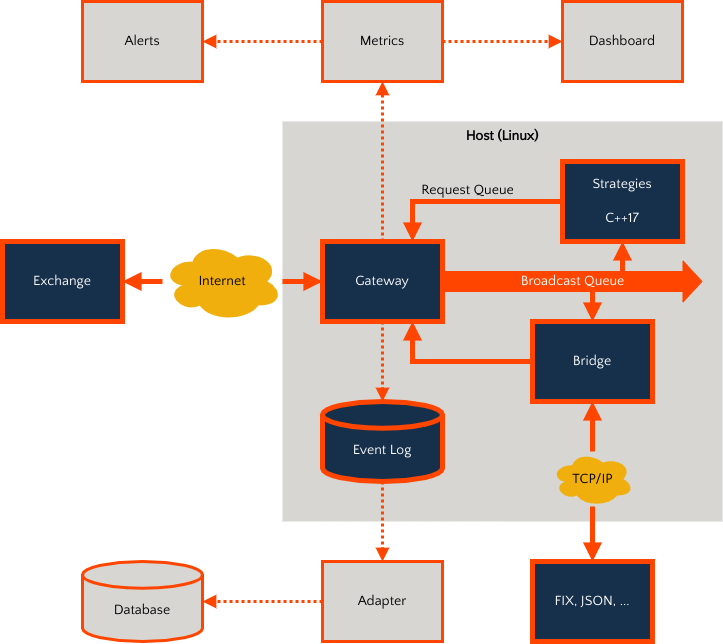 Alerts
Metrics
Dashboard
Host (Linux)
Request Queue
Strategies
C++17
Exchange
Internet
Gateway
Broadcast Queue
Bridge
Event Log
TCP/IP
Database
Adapter
FIX, JSON, ...